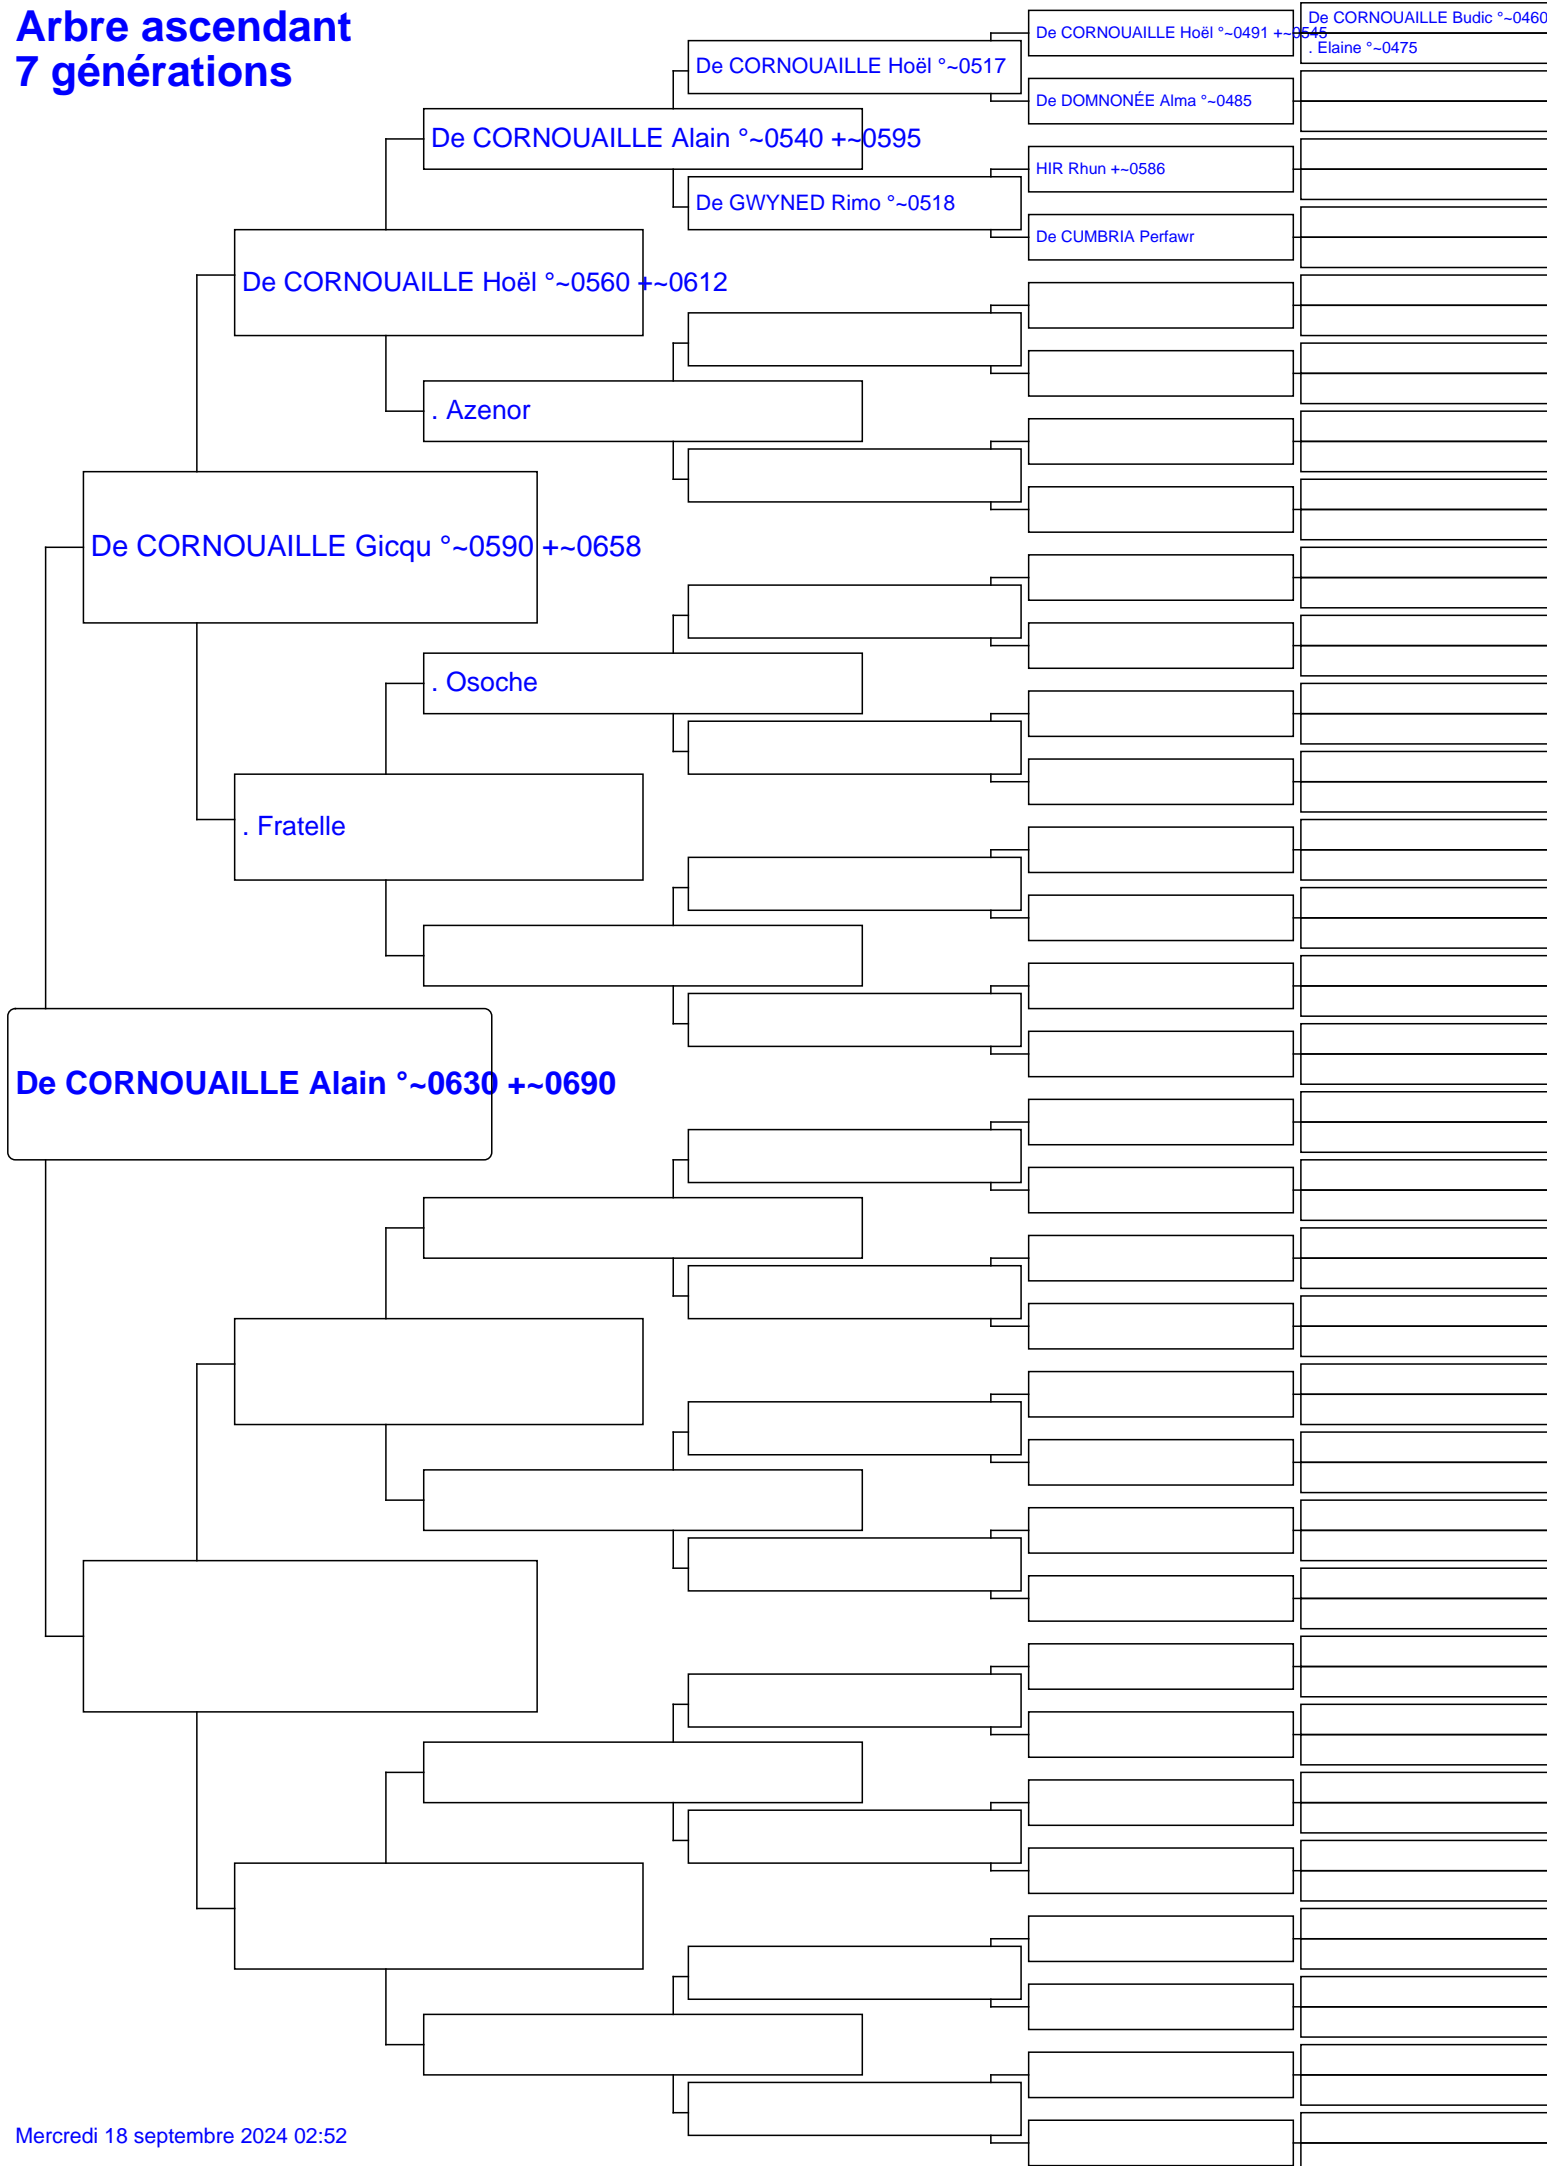 Arbre ascendant
7 générations
De CORNOUAILLE Budic °~0460
De CORNOUAILLE Hoël °~0491 +~0545
. Elaine °~0475
De CORNOUAILLE Hoël °~0517
De DOMNONÉE Alma °~0485
De CORNOUAILLE Alain °~0540 +~0595
HIR Rhun +~0586
De GWYNED Rimo °~0518
De CUMBRIA Perfawr
De CORNOUAILLE Hoël °~0560 +~0612
. Azenor
De CORNOUAILLE Gicqu °~0590 +~0658
. Osoche
. Fratelle
De CORNOUAILLE Alain °~0630 +~0690
Mercredi 18 septembre 2024 02:52